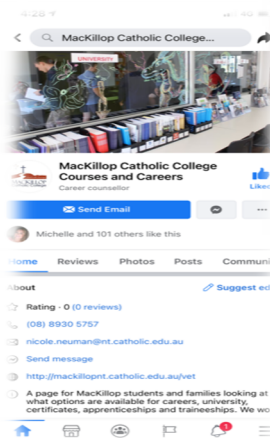 4:28
MacKillop Catholic College...
UNIVERSITY
MacKillop Catholic College
Courses and Careers
Career counsellor
Liked
Send Email
Michelle and 101 others like this
Home Reviews Photos Posts Communi
About
Suggest ed
Rating · 0 (0 reviews)
(08) 8930 5757
nicole.neuman@nt.catholic.edu.au
Send message
http://mackillopnt.catholic.edu.au/vet
A page for MacKillop students and families looking at
what options are available for careers, university,
certificates, apprenticeships and traineeships. We wo